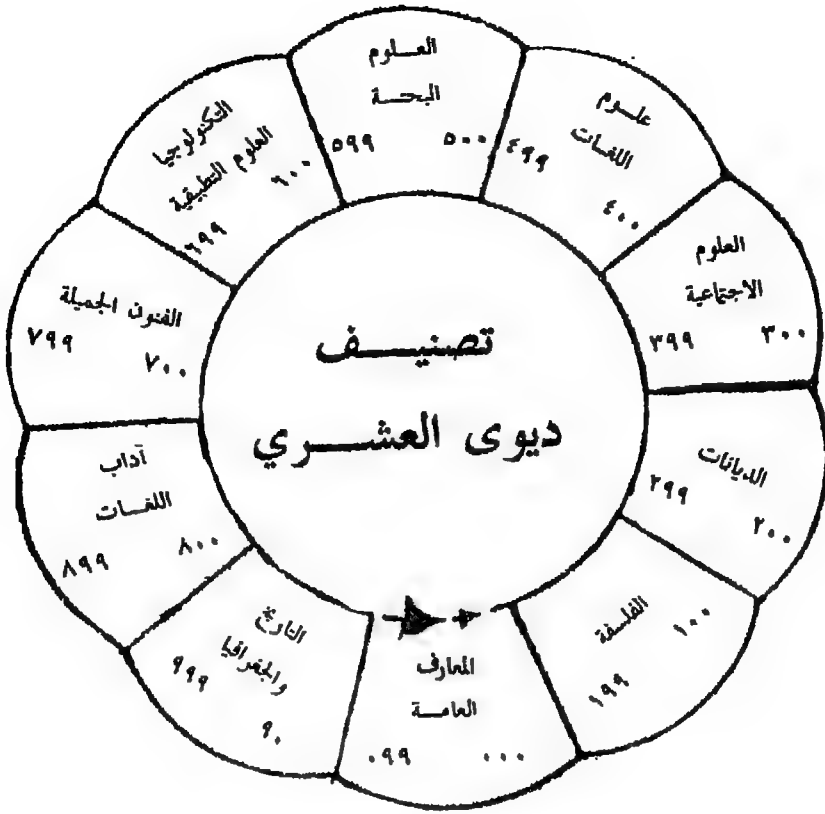 تصنيف
ديوى العشري
المعارف
العامة
٠٠٠ ٠٩٩
الفلسفة
١٠٠
١٩٩
الديانات
٢٠٠ ٢٩٩
العلوم
الاجتماعية
٣٠٠ ٣٩٩
علوم
اللغات
٤٠٠ ٤٩٩
العلوم
البحتة
٥٠٠ ٥٩٩
التكنولوجيا
العلوم التطبيقية
٦٠٠ ٦٩٩
الفنون الجميلة
٧٠٠ ٧٩٩
آداب
اللغات
٨٠٠ ٨٩٩
التاريخ
والجغرافيا
٩٠ ٩٩٩